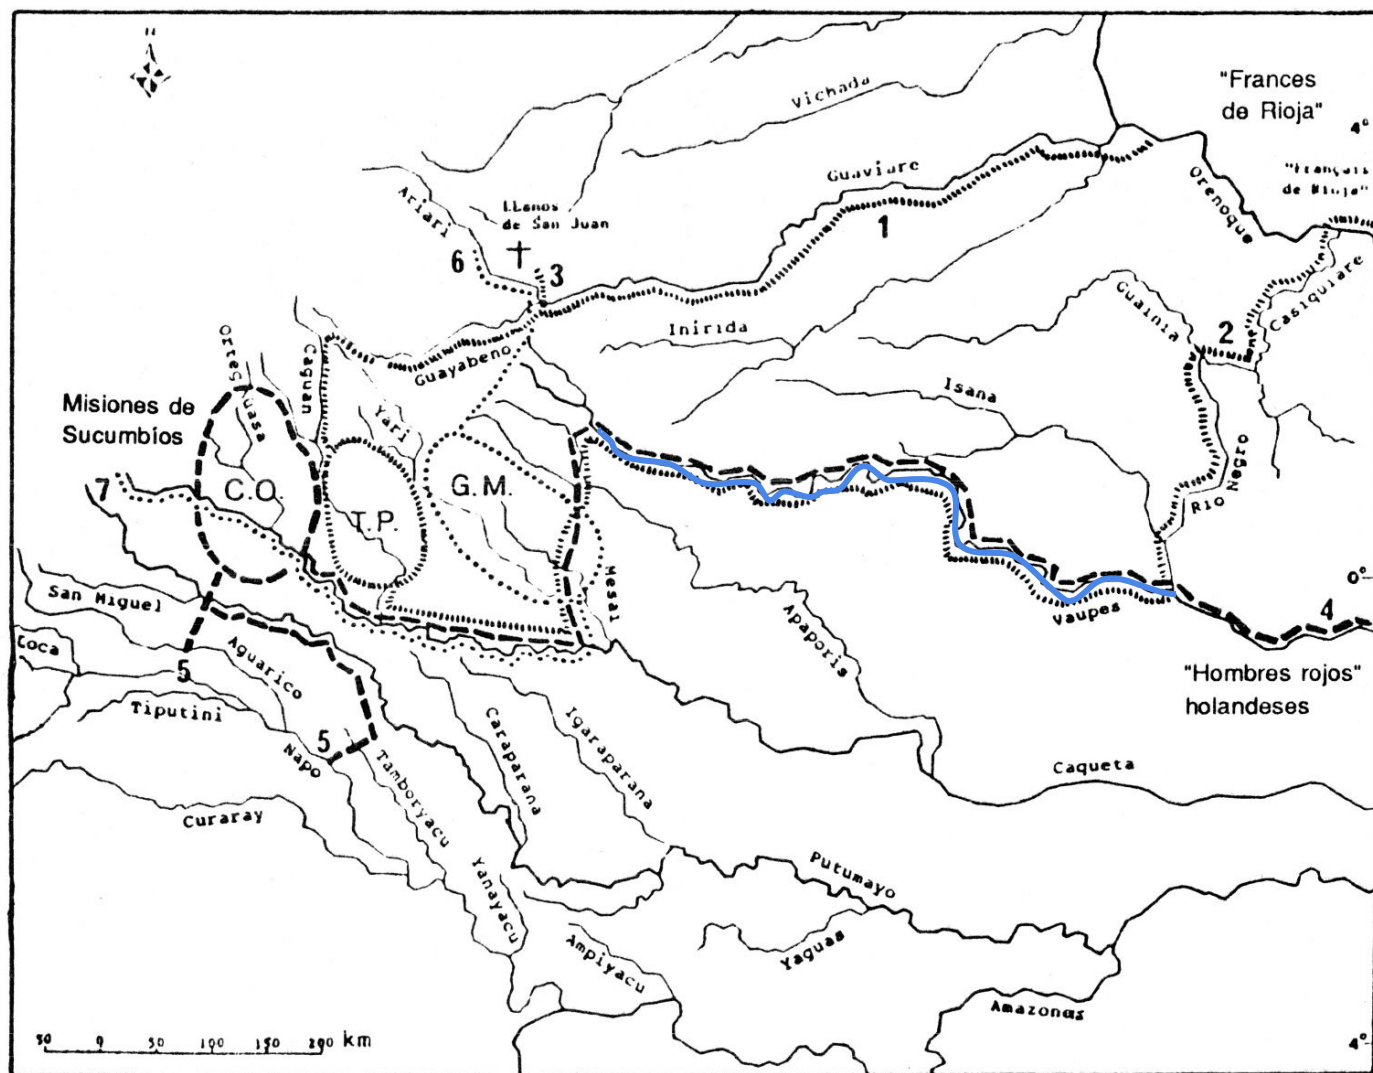 N
"Frances
de Rioja"
4°
Vichada
"Français
de Rioja"
Guaviare
Orenoque
Ariari
LLanos
de San Juan
1
6
3
Casiquiare
Guainia
2
Inirida
Guayabeno
Orteguasa
Caguan
Yari
Isana
Misiones de
Sucumbíos
Rio Negro
7
C.O.
T.P.
G.M.
Mesai
0°
San Miguel
Vaupes
4
Apaporis
Coca
Aguarico
5
"Hombres rojos"
holandeses
Tiputini
5
Napo
Caraparana
Igaraparana
Tamboryacu
Caqueta
Curaray
Putumayo
Yanayacu
Yaguas
Ampiyacu
Amazonas
50 0 50 100 150 200 km
4°